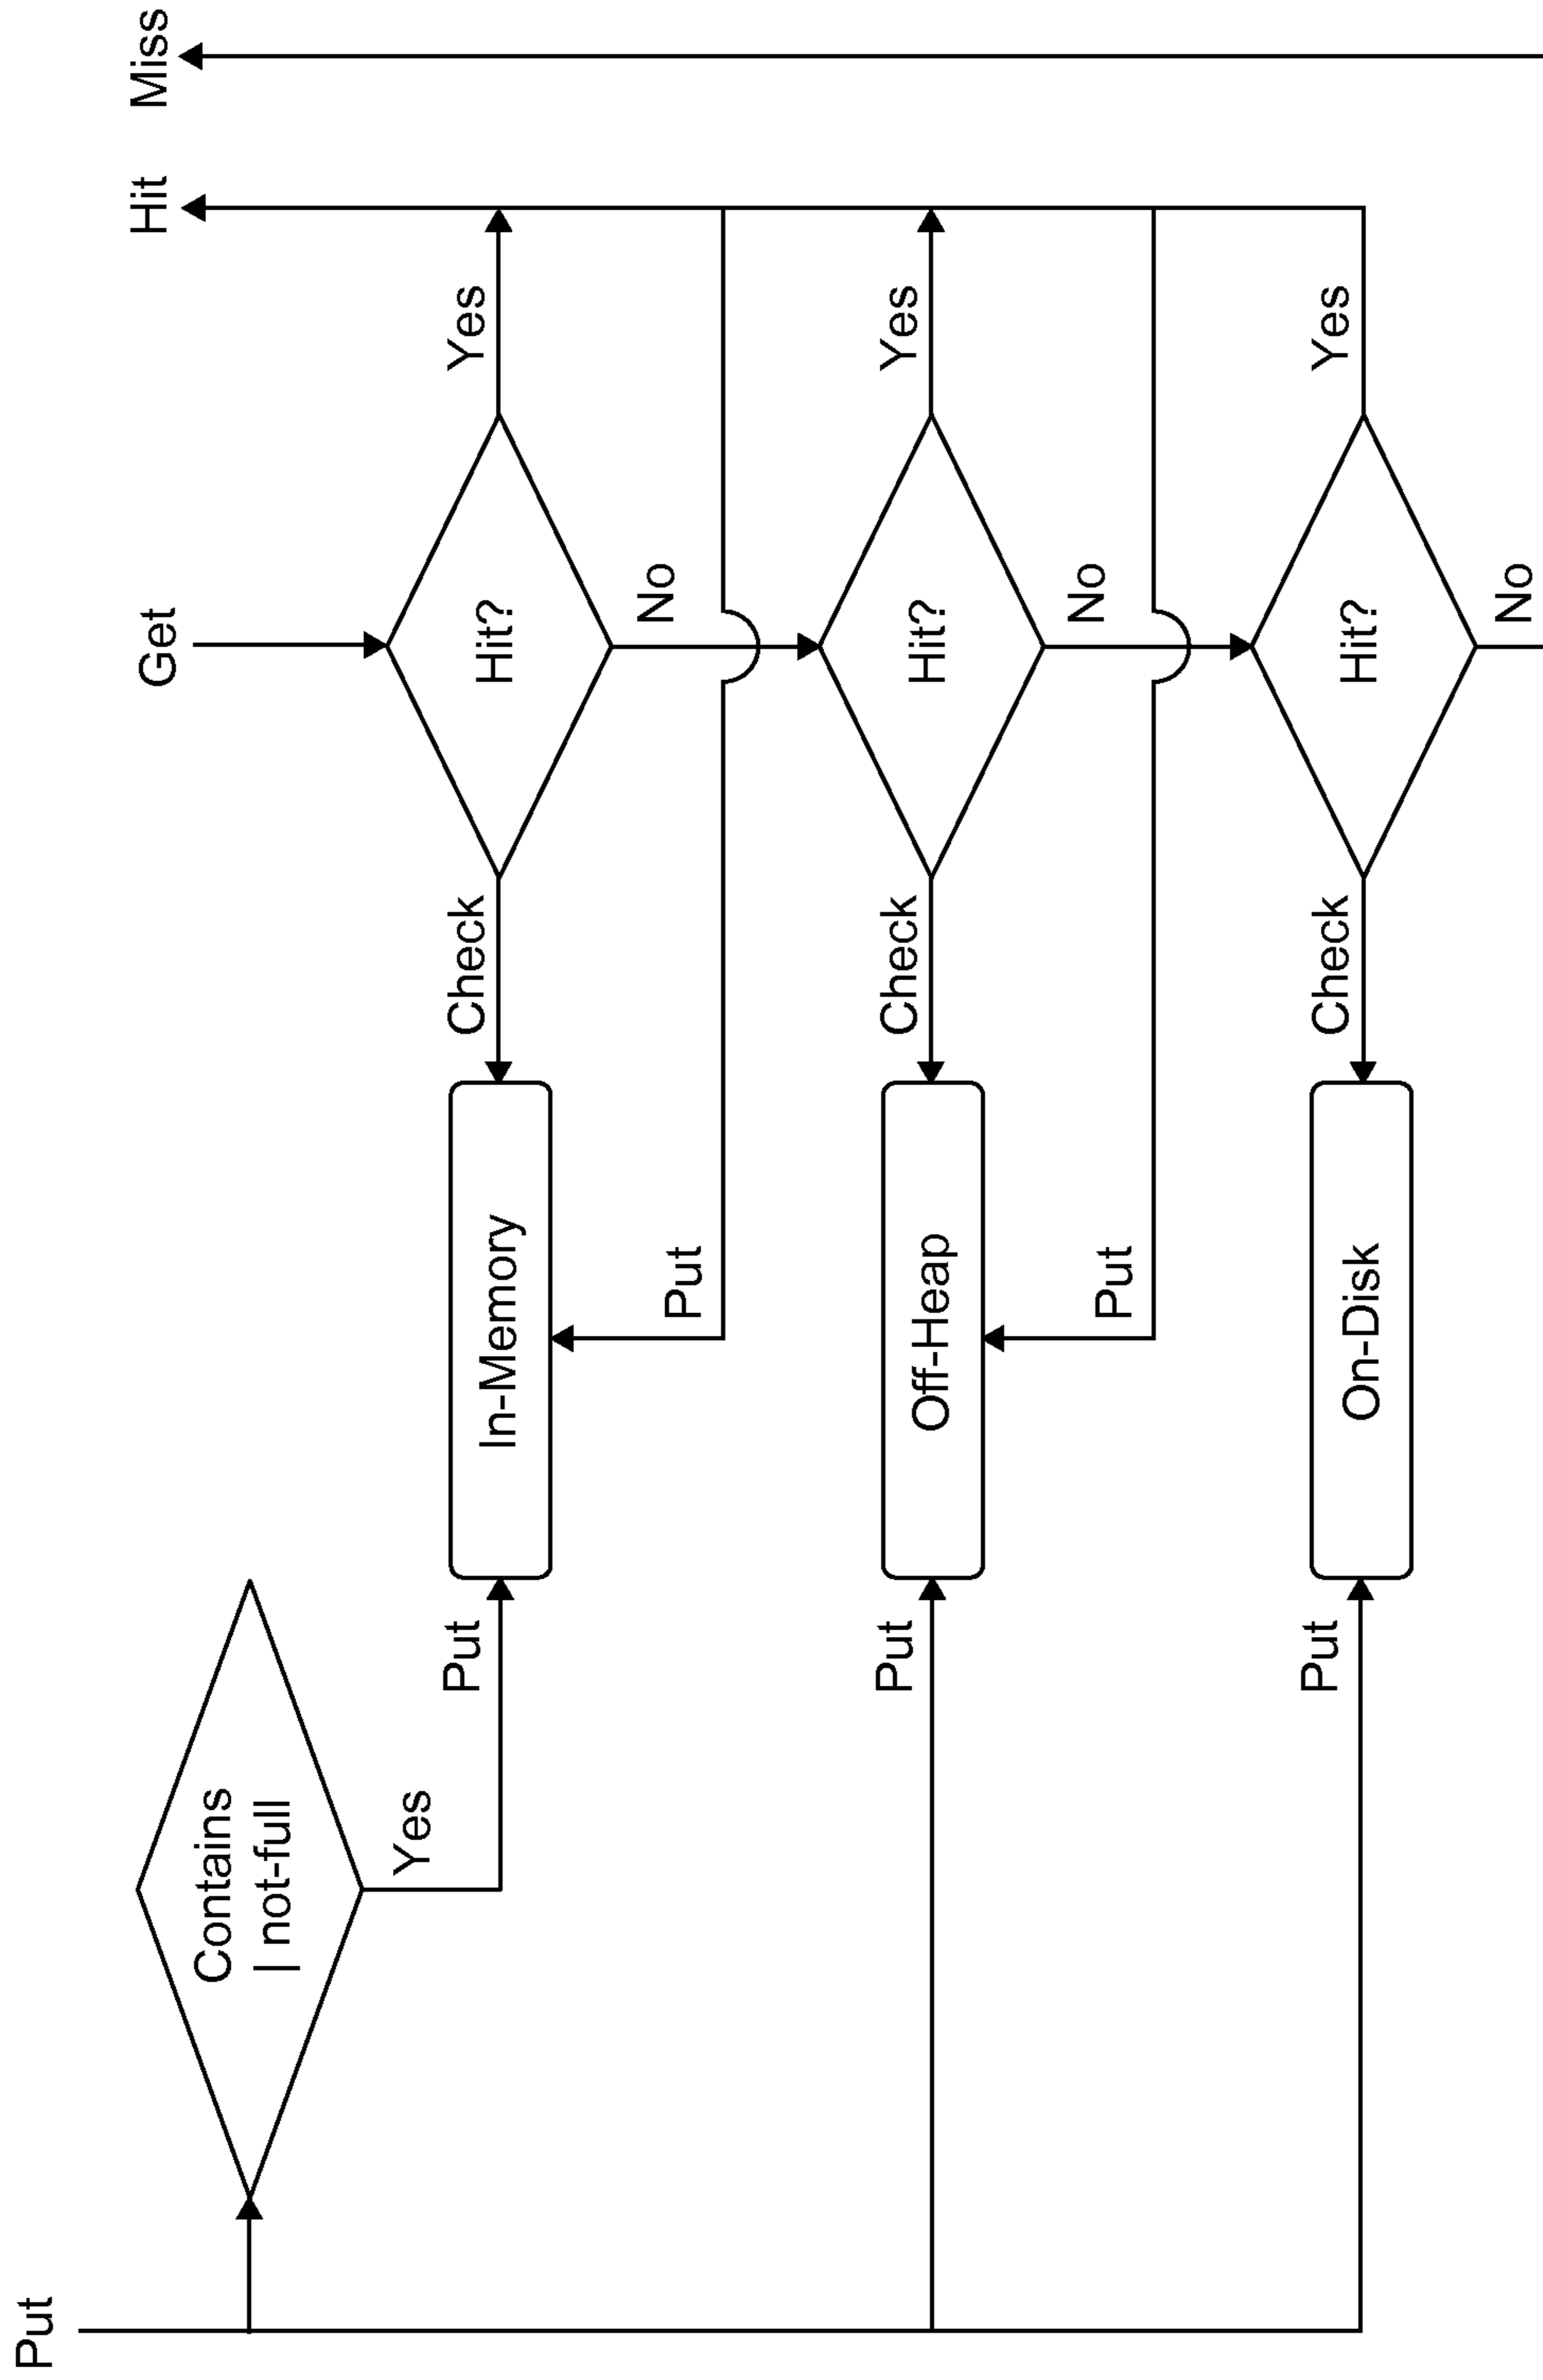 Put
Get
Hit
Miss
Contains
| not-full
Yes
Put
In-Memory
Check
Hit?
Yes
Put
No
Put
Off-Heap
Check
Hit?
Yes
Put
No
Put
On-Disk
Check
Hit?
Yes
No